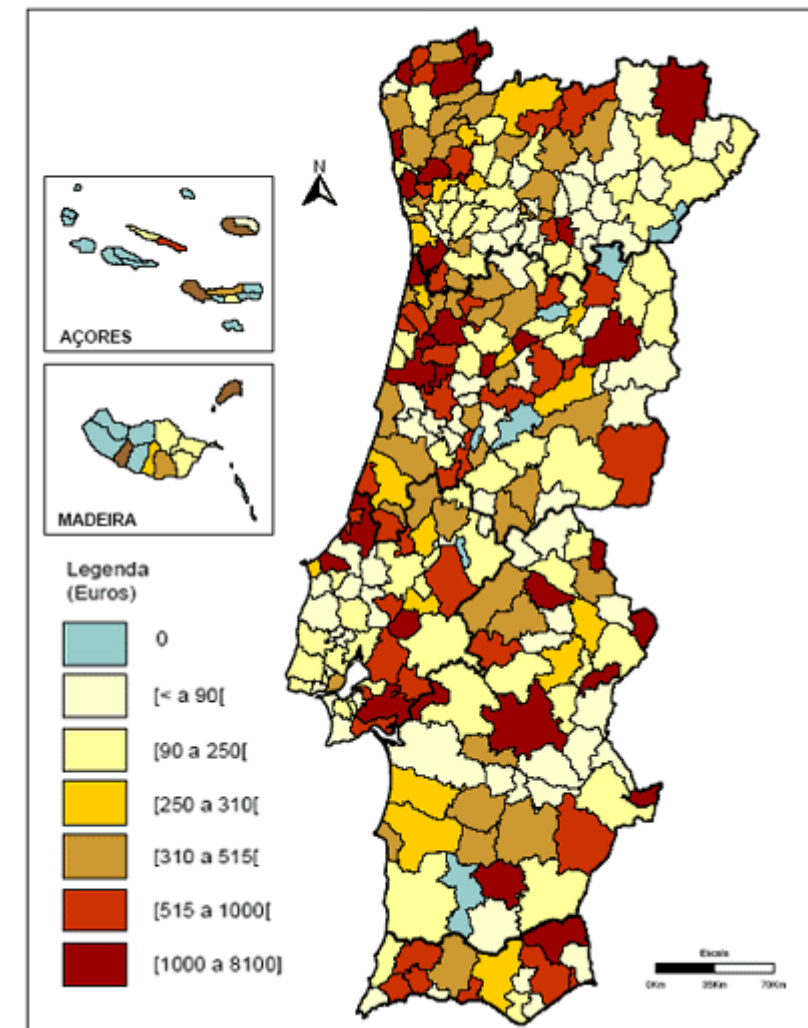 N
AÇORES
MADEIRA
Legenda
(Euros)
0
[< a 90[
[90 a 250[
[250 a 310[
[310 a 515[
[515 a 1000[
[1000 a 8100]
Escala
0Km 35Km 70Km